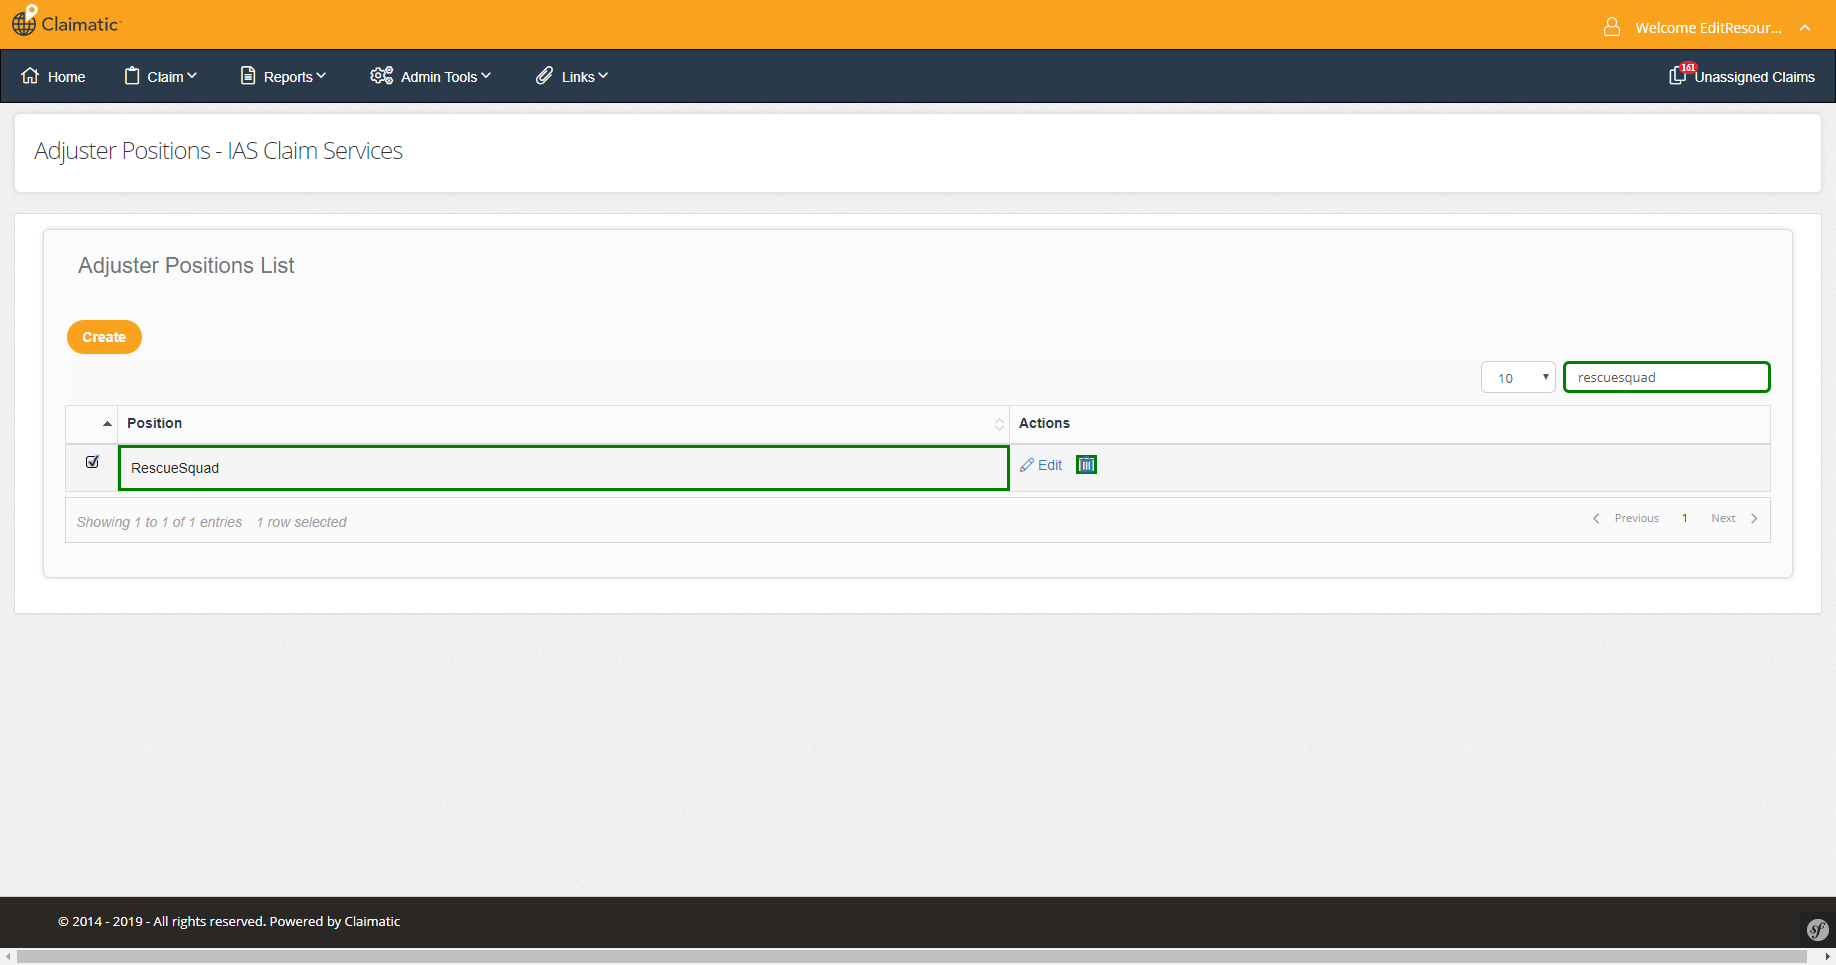 Claimatic
Welcome EditResour...
Home
Claim
Reports
Admin Tools
Links
161
Unassigned Claims
Adjuster Positions - IAS Claim Services
Adjuster Positions List
Create
10
rescuesquad
Position
Actions
RescueSquad
Edit
Showing 1 to 1 of 1 entries 1 row selected
Previous
1
Next
© 2014 - 2019 - All rights reserved. Powered by Claimatic
sf